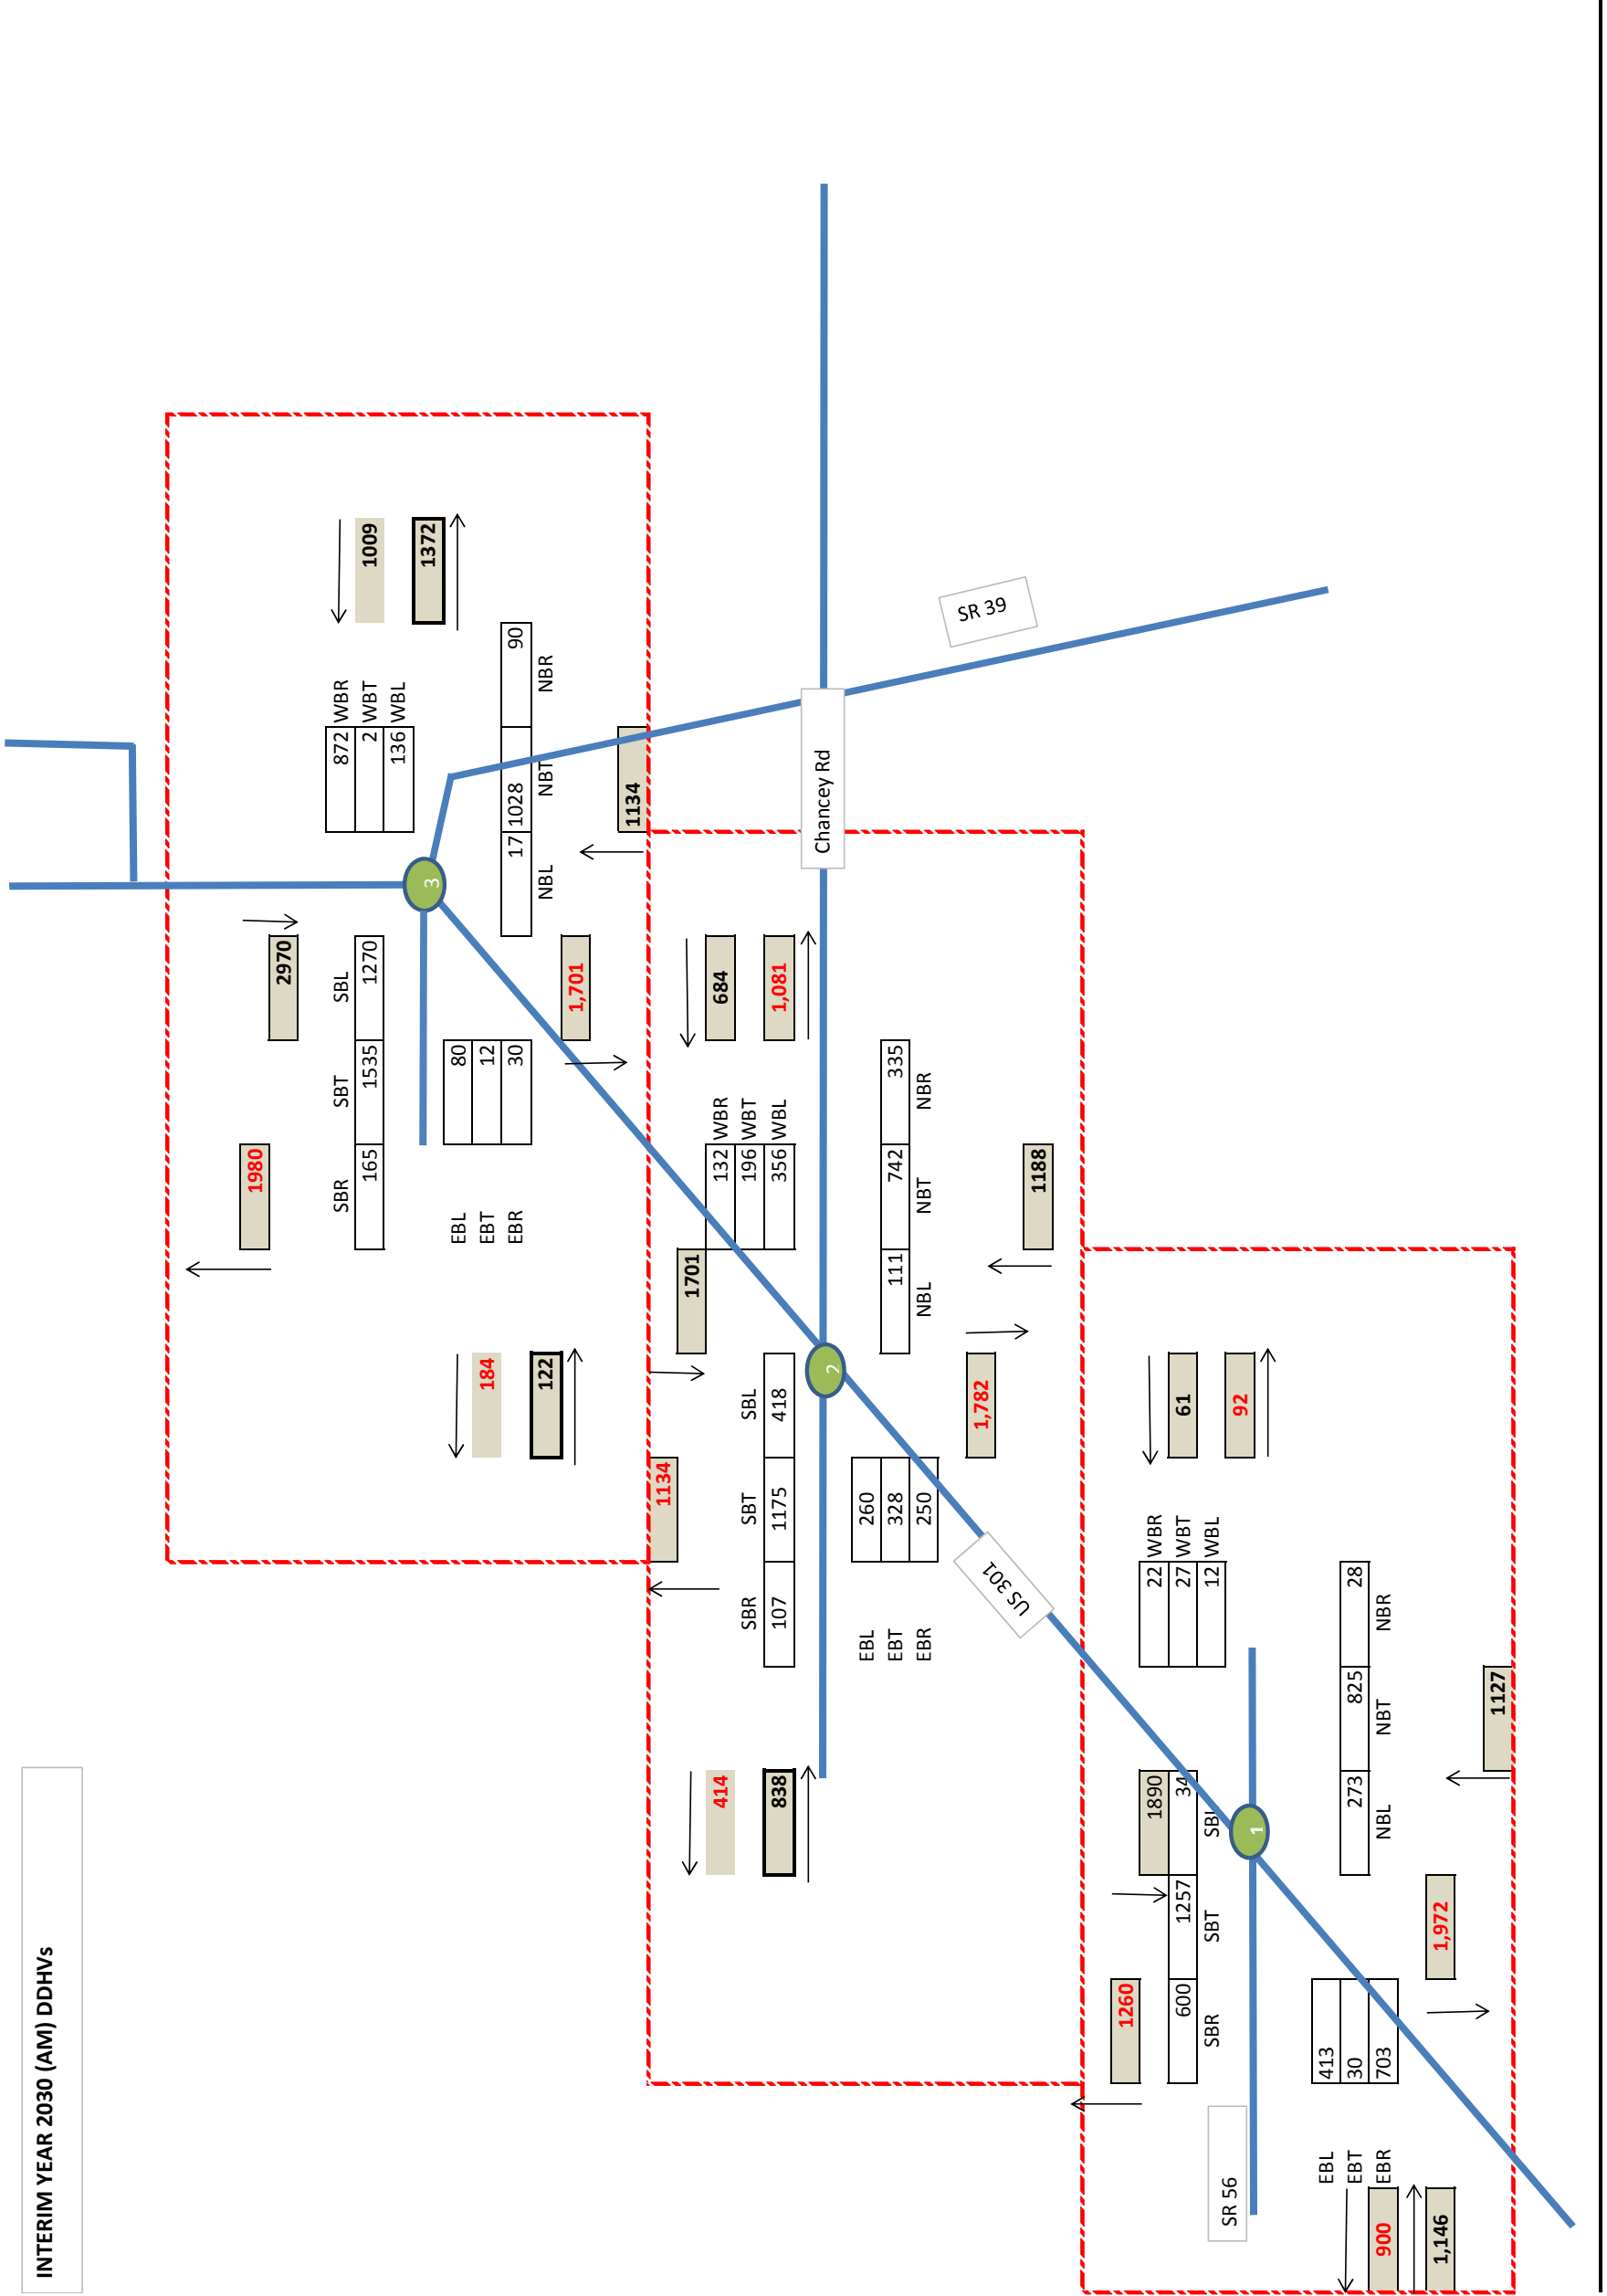 INTERIM YEAR 2030 (AM) DDHVs
1980
2970
SBR SBT SBL
165 1535 1270
872 WBR
2 WBT
136 WBL
1009
1372
184
122
3
EBL 80
EBT 12
EBR 30
17 1028 90
NBL NBT NBR
1,701
1134
1134
1701
SBR SBT SBL
107 1175 418
132 WBR
196 WBT
356 WBL
684
1,081
414
838
2
Chancey Rd
SR 39
EBL 260
EBT 328
EBR 250
111 742 335
NBL NBT NBR
1,782
1188
US 301
1260
1890
600 1257 34
SBR SBT SBL
22 WBR
27 WBT
12 WBL
61
92
SR 56
1
EBL 413
EBT 30
EBR 703
900
1,146
273 825 28
NBL NBT NBR
1,972
1127